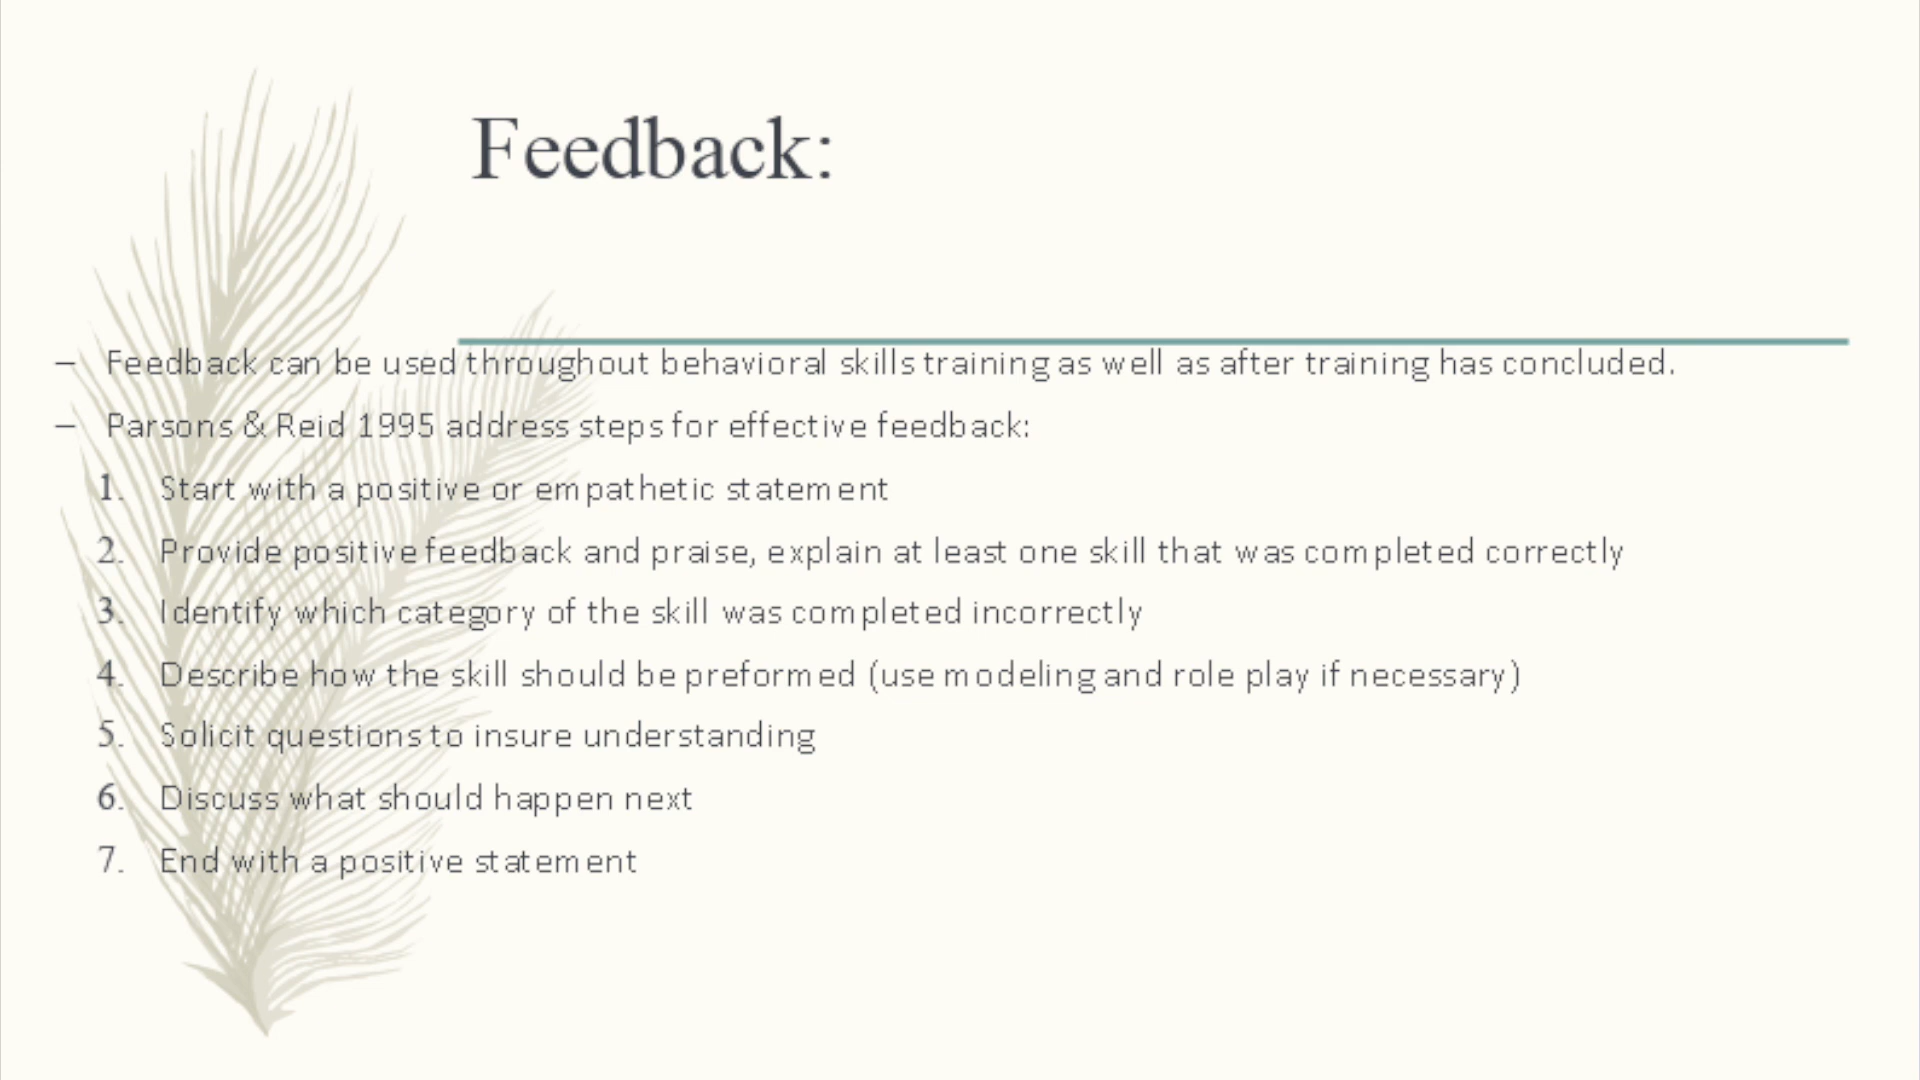 Feedback:
– Feedback can be used throughout behavioral skills training as well as after training has concluded.
– Parsons & Reid 1995 address steps for effective feedback:
1. Start with a positive or empathetic statement
2. Provide positive feedback and praise, explain at least one skill that was completed correctly
3. Identify which category of the skill was completed incorrectly
4. Describe how the skill should be preformed (use modeling and role play if necessary)
5. Solicit questions to insure understanding
6. Discuss what should happen next
7. End with a positive statement